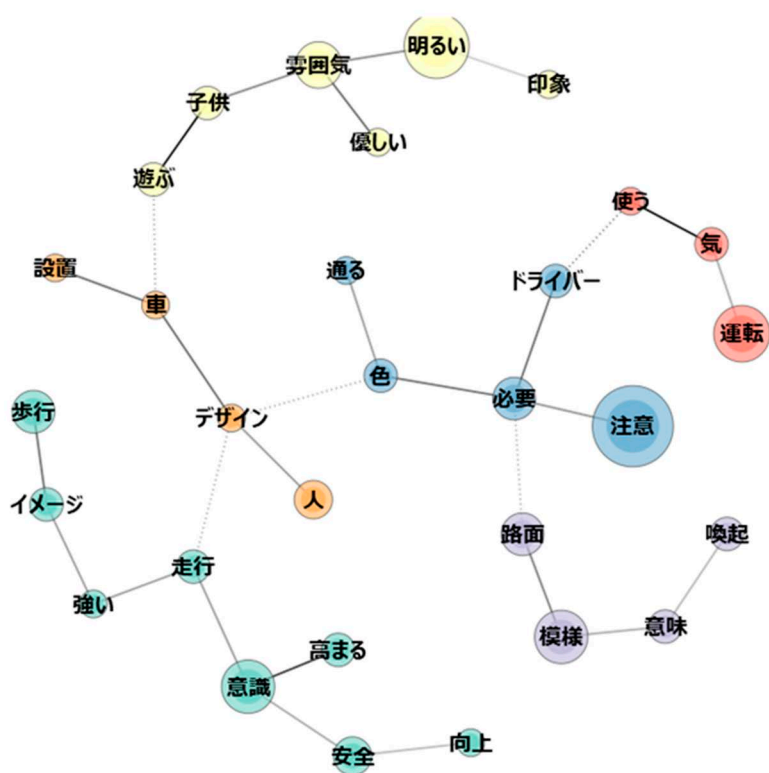 明るい
雰囲気
印象
子供
優しい
遊ぶ
使う
気
設置
通る
ドライバー
車
運転
色
必要
歩行
デザイン
注意
人
イメージ
路面
喚起
走行
強い
模様
意味
高まる
意識
安全
向上